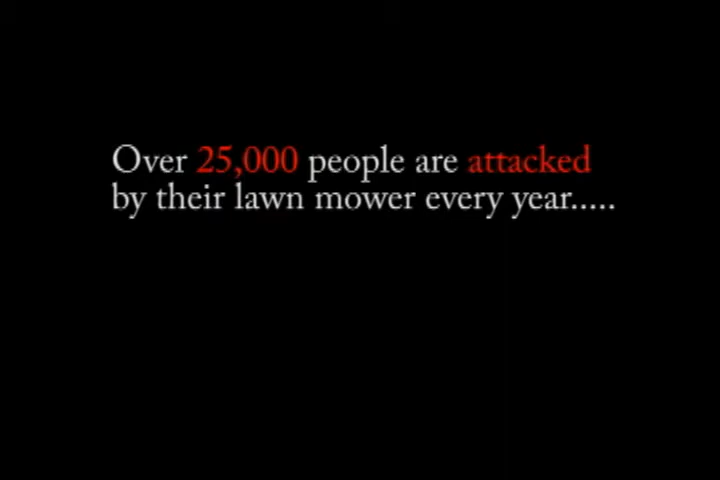 Over 25,000 people are attacked
by their lawn mower every year.....